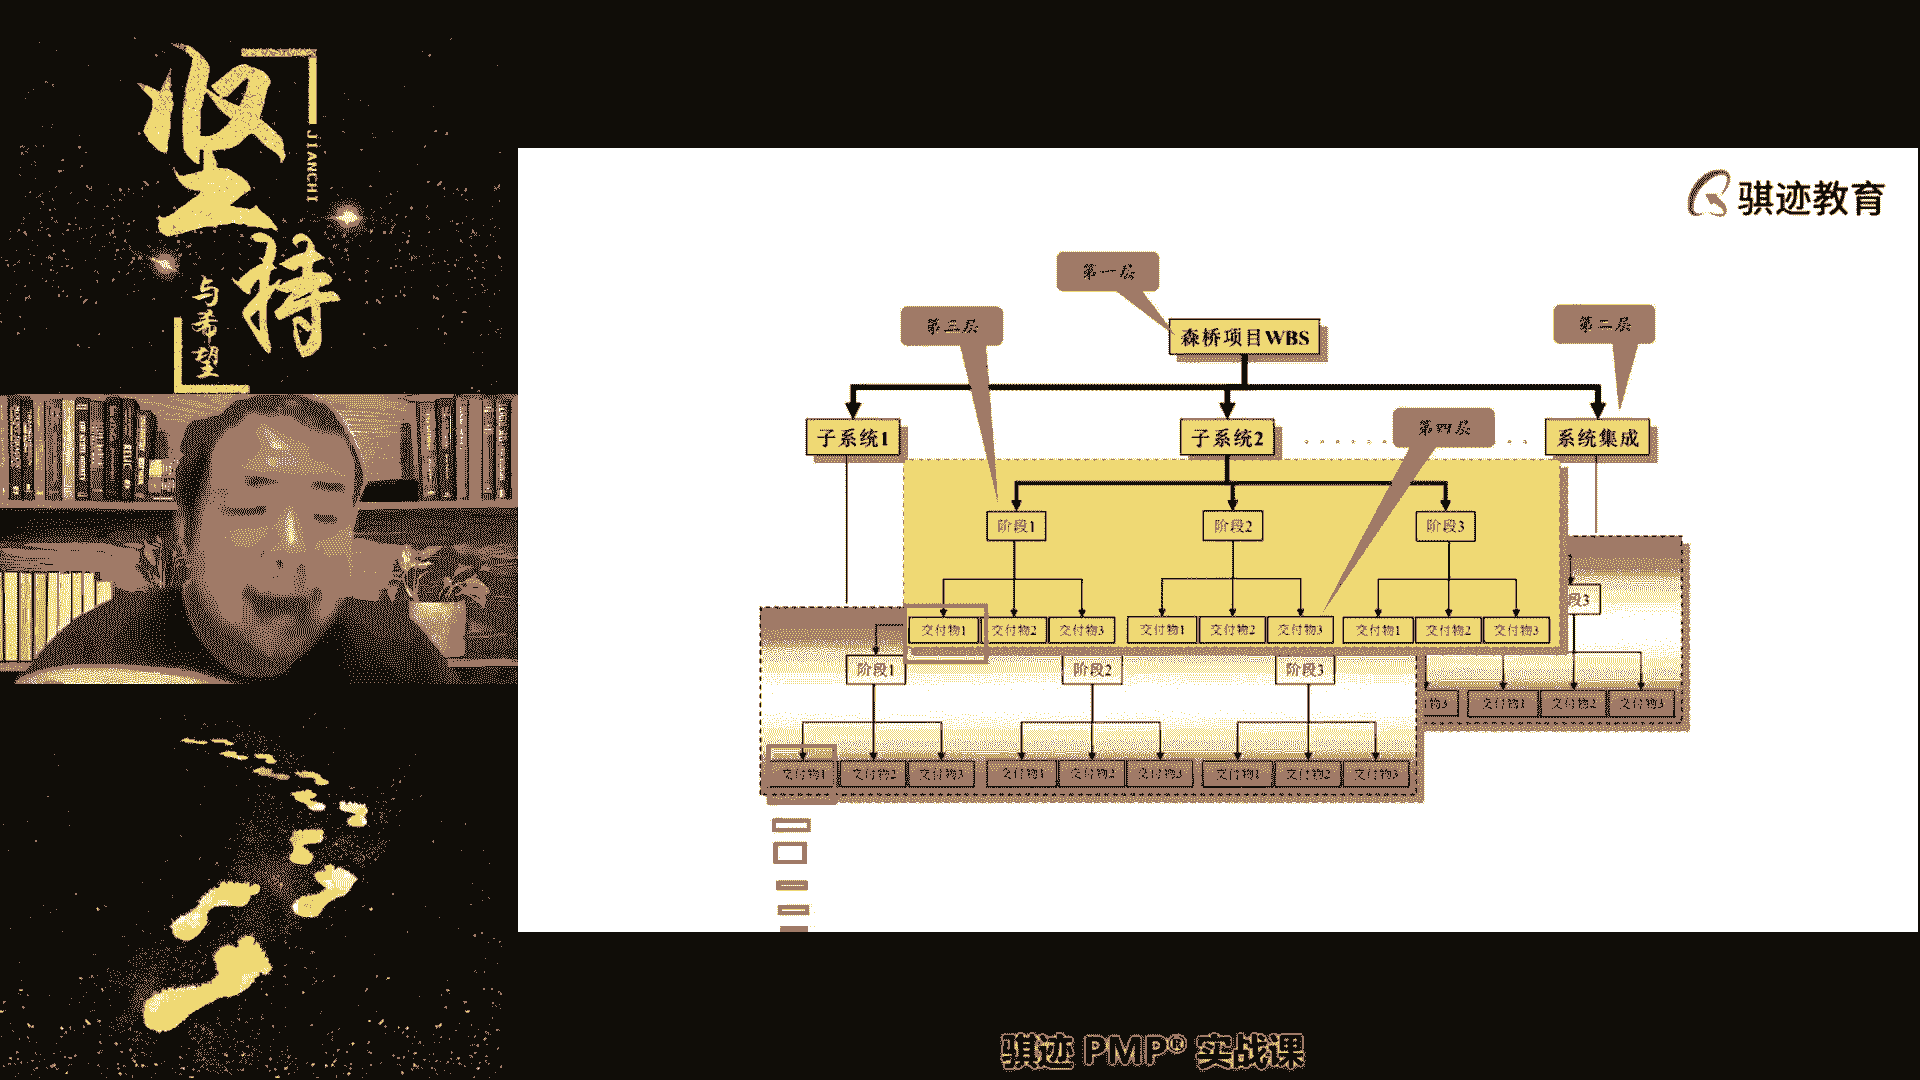 坚持
JIANCHI
与希望
骐迹教育
第一层
第三层
第二层
森桥项目WBS
子系统1
子系统2
第四层
系统集成
阶段1
阶段2
阶段3
段3
交付物1
交付物2
交付物3
交付物1
交付物2
交付物3
交付物1
交付物2
交付物3
阶段1
阶段2
阶段3
物3
交付物1
交付物2
交付物3
交付物1
交付物2
交付物3
交付物1
交付物2
交付物3
交付物1
交付物2
交付物3
骐迹 PMP® 实战课